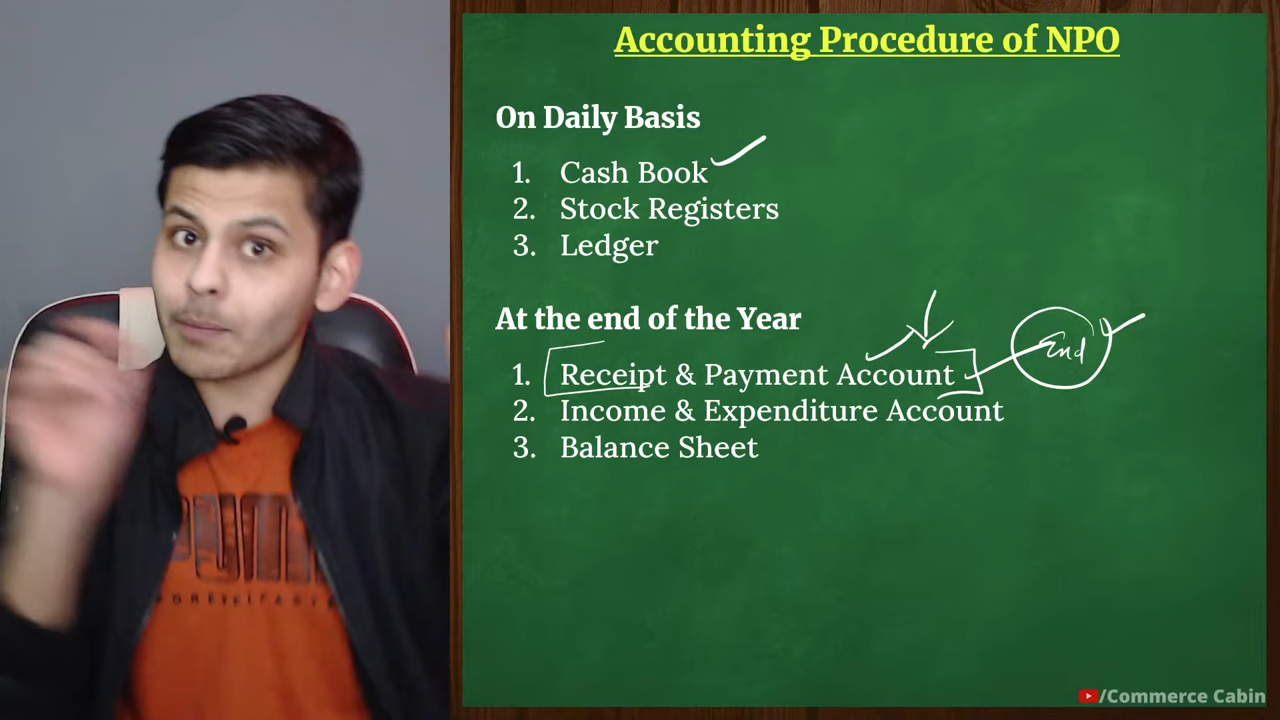 Accounting Procedure of NPO
On Daily Basis
1. Cash Book
2. Stock Registers
3. Ledger
At the end of the Year
1. Receipt & Payment Account
End
2. Income & Expenditure Account
3. Balance Sheet
/Commerce Cabin